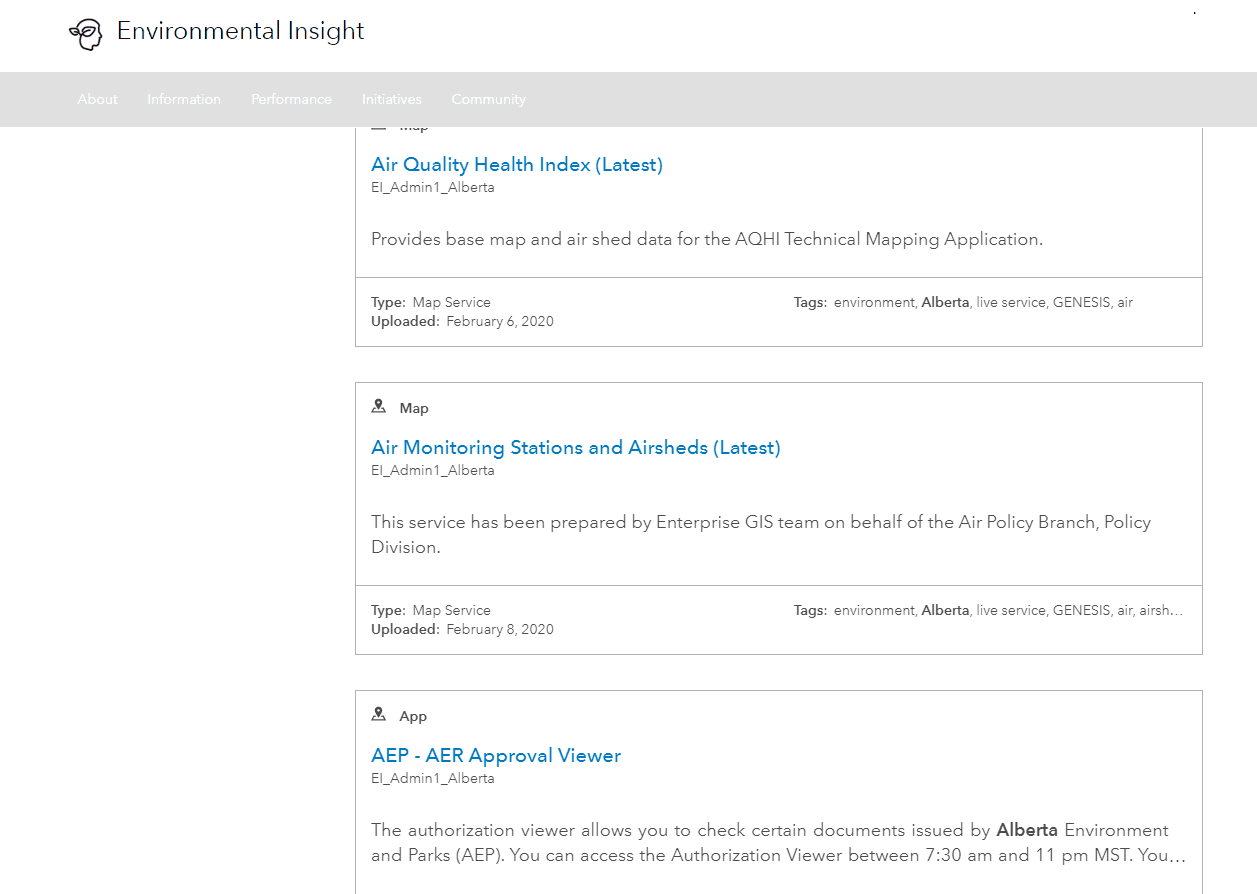 Environmental Insight
About Information Performance Initiatives Community
Map
Air Quality Health Index (Latest)
EI_Admin1_Alberta
Provides base map and air shed data for the AQHI Technical Mapping Application.
Type: Map Service
Tags: environment, Alberta, live service, GENESIS, air
Uploaded: February 6, 2020
Map
Air Monitoring Stations and Airsheds (Latest)
EI_Admin1_Alberta
This service has been prepared by Enterprise GIS team on behalf of the Air Policy Branch, Policy
Division.
Type: Map Service
Tags: environment, Alberta, live service, GENESIS, air, airsh…
Uploaded: February 8, 2020
App
AEP - AER Approval Viewer
EI_Admin1_Alberta
The authorization viewer allows you to check certain documents issued by Alberta Environment
and Parks (AEP). You can access the Authorization Viewer between 7:30 am and 11 pm MST. You…